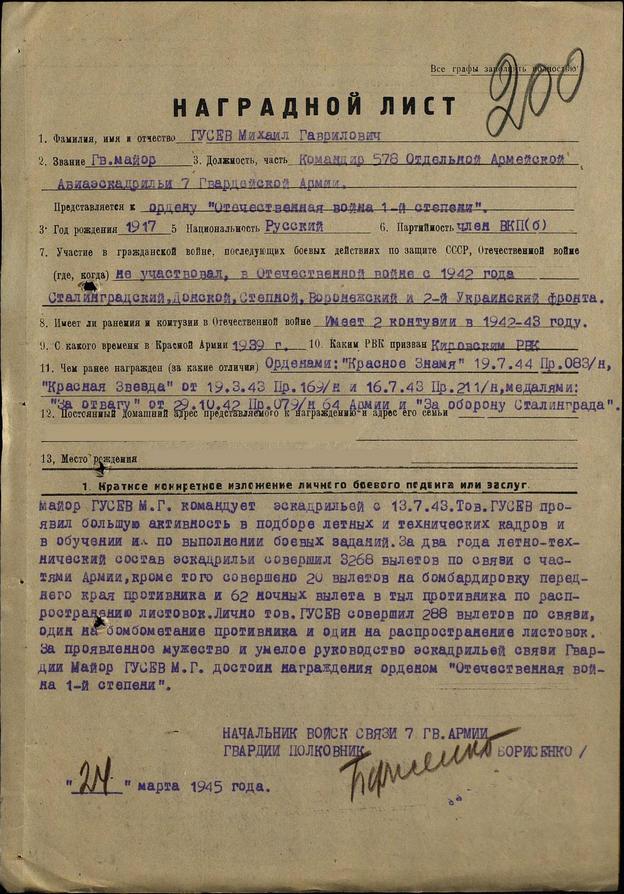 Все графы заполнить полностью
200
НАГРАДНОЙ ЛИСТ
1. Фамилия, имя и отчество ГУСЕВ Михаил Гаврилович
2. Звание Гв.майор 3. Должность, часть Командир 578 Отдельной Армейской
Авиаэскадрильи 7 Гвардейской Армии.
Представляется к ордену "Отечественная война 1-й степени".
3. Год рождения 1917 5 Национальность Русский 6. Партийность член ВКП(б)
7. Участие в гражданской войне, последующих боевых действиях по защите СССР, Отечественной войне
(где, когда) не участвовал, в Отечественной войне с 1942 года
Сталинградский,Донской,Степной,Воронежский и 2-й Украинский фронта.
8. Имеет ли ранения и контузии в Отечественной войне Имеет 2 контузии в 1942-43 году.
9. С какого времени в Красной Армии 1939 г. 10. Каким РВК призван Кировским РВК
11. Чем ранее награжден (за какие отличия) Орденами:"Красное Знамя" 19.7.44 Пр.083/н,
"Красная Звезда" от 19.3.43 Пр.169/н и 16.7.43 Пр.211/н,медалями:
"За отвагу" от 29.10.42 Пр.079/н 64 Армии и "За оборону Сталинграда".
12. Постоянный домашний адрес представляемого к награждению и адрес его семьи
13, Место рождения
1. Краткое конкретное изложение личного боевого подвига или заслуг.
майор ГУСЕВ М.Г. командует эскадрильей с 13.7.43.Тов.ГУСЕВ про-
явил большую активность в подборе летных и технических кадров и
в обучении их по выполнении боевых заданий.За два года летно-тех-
нический состав эскадрильи совершил 3268 вылетов по связи с час-
тями Армии,кроме того совершено 20 вылетов на бомбардировку перед-
него края противника и 62 ночных вылета в тыл противника по расп-
ространению листовок.Лично тов.ГУСЕВ совершил 288 вылетов по связи,
один на бомбометание противника и один на распространение листовок.
За проявленное мужество и умелое руководство эскадрильей связи Гвар-
дии Майор ГУСЕВ М.Г. достоин награждения орденом "Отечественная вой-
на 1-й степени".
НАЧАЛЬНИК ВОЙСК СВЯЗИ 7 ГВ.АРМИИ
ГВАРДИИ ПОЛКОВНИК Борисенко БОРИСЕНКО /
"24" марта 1945 года.